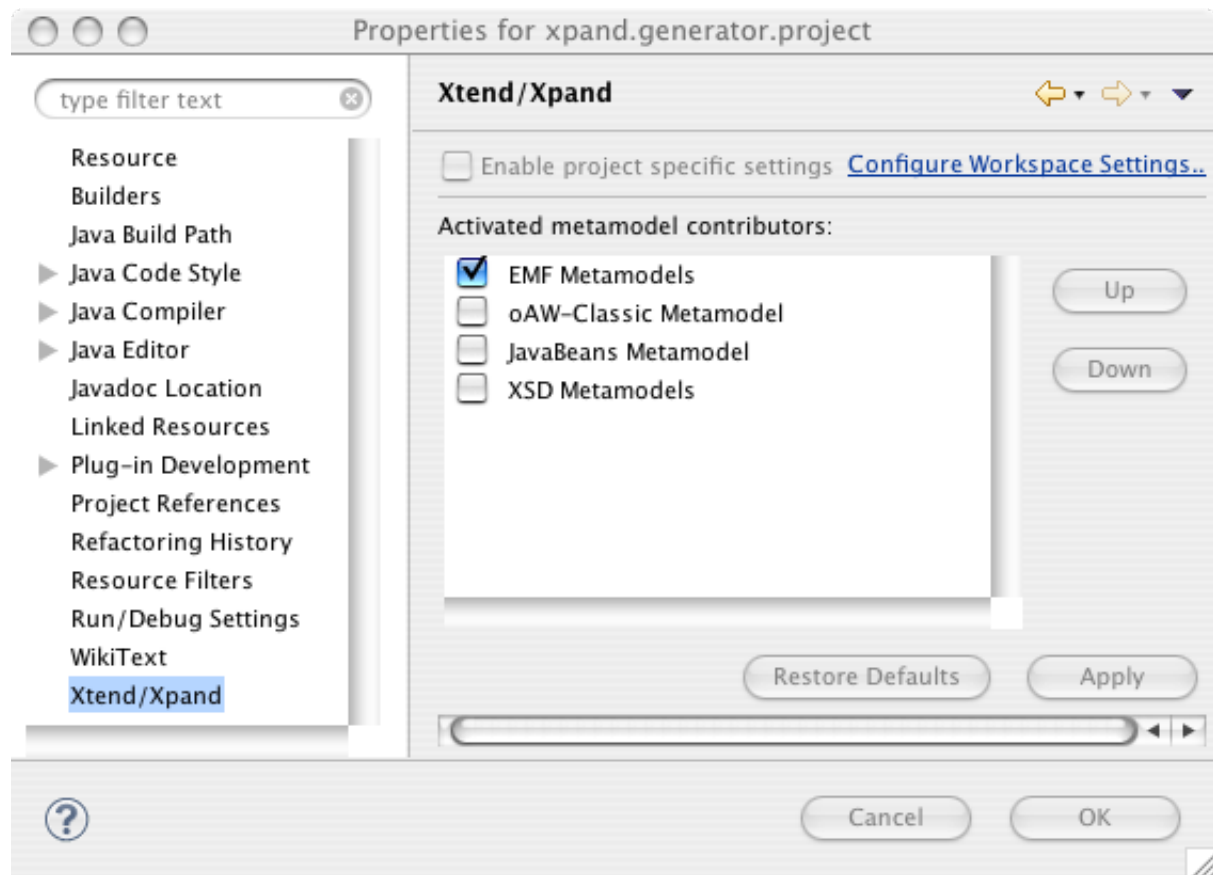 Properties for xpand.generator.project
type filter text
Resource
Builders
Java Build Path
Java Code Style
Java Compiler
Java Editor
Javadoc Location
Linked Resources
Plug-in Development
Project References
Refactoring History
Resource Filters
Run/Debug Settings
WikiText
Xtend/Xpand
Xtend/Xpand
Enable project specific settings Configure Workspace Settings..
Activated metamodel contributors:
EMF Metamodels
oAW-Classic Metamodel
JavaBeans Metamodel
XSD Metamodels
Up
Down
Restore Defaults Apply
? Cancel OK